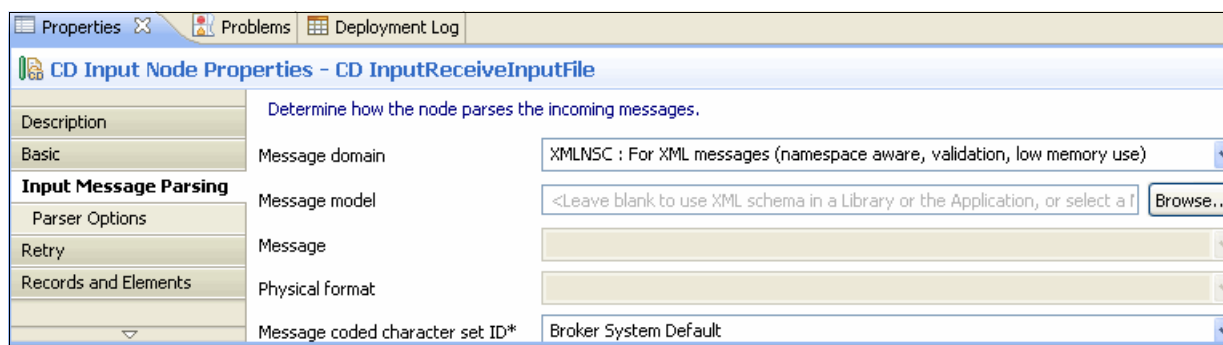 Properties Problems Deployment Log
CD Input Node Properties - CD InputReceiveInputFile
Determine how the node parses the incoming messages.
Description
Basic
Input Message Parsing
Parser Options
Retry
Records and Elements
Message domain XMLNSC : For XML messages (namespace aware, validation, low memory use)
Message model <Leave blank to use XML schema in a Library or the Application, or select a Browse...
Message
Physical format
Message coded character set ID* Broker System Default